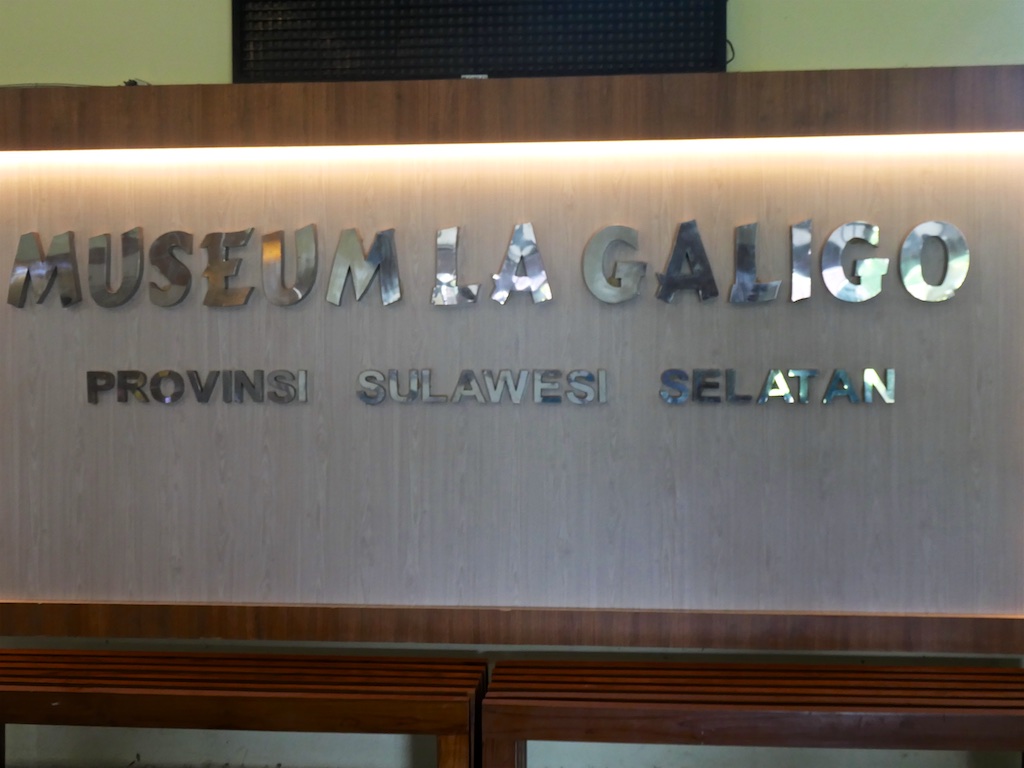 MUSEUM LA GALIGO
PROVINSI SULAWESI SELATAN